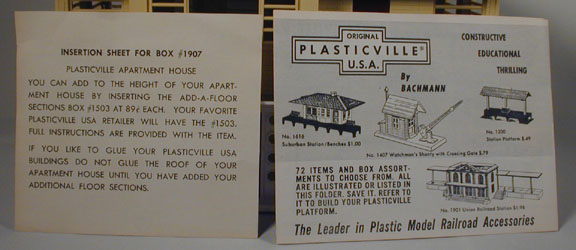 INSERTION SHEET FOR BOX #1907
PLASTICVILLE APARTMENT HOUSE
YOU CAN ADD TO THE HEIGHT OF YOUR APART-
MENT HOUSE BY INSERTING THE ADD-A-FLOOR
SECTIONS BOX #1503 AT 89¢ EACH. YOUR FAVORITE
PLASTICVILLE USA RETAILER WILL HAVE THE #1503.
FULL INSTRUCTIONS ARE PROVIDED WITH THE ITEM.
IF YOU LIKE TO GLUE YOUR PLASTICVILLE USA
BUILDINGS DO NOT GLUE THE ROOF OF YOUR
APARTMENT HOUSE UNTIL YOU HAVE ADDED YOUR
ADDITIONAL FLOOR SECTIONS.
ORIGINAL
PLASTICVILLE®
U.S.A.
By
BACHMANN
CONSTRUCTIVE
EDUCATIONAL
THRILLING
No. 1616
Suburban Station/Benches $1.00
No. 1407 Watchman's Shanty with Crossing Gate $.79
No. 1200
Station Platform $.69
72 ITEMS AND BOX ASSORT-
MENTS TO CHOOSE FROM. ALL
ARE ILLUSTRATED OR LISTED IN
THIS FOLDER. SAVE IT. REFER TO
IT TO BUILD YOUR PLASTICVILLE
PLATFORM.
No. 1901 Union Railroad Station $1.98
The Leader in Plastic Model Railroad Accessories